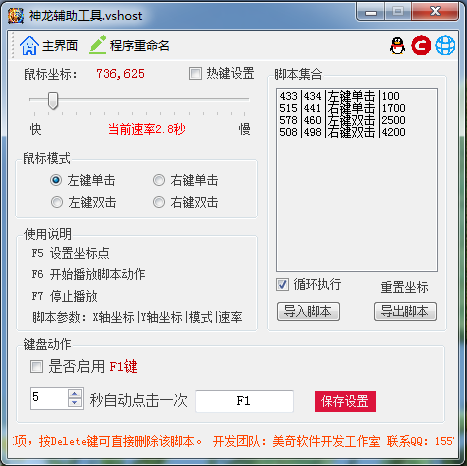 神龙辅助工具.vshost
主界面 程序重命名
鼠标坐标: 736,625 热键设置
快 当前速率2.8秒 慢
鼠标模式
左键单击 右键单击
左键双击 右键双击
使用说明
F5 设置坐标点
F6 开始播放脚本动作
F7 停止播放
脚本参数: X轴坐标|Y轴坐标|模式|速率
脚本集合
433|434|左键单击|100
515|441|右键单击|1700
578|460|左键双击|2500
508|498|右键双击|4200
循环执行 重置坐标
导入脚本 导出脚本
键盘动作
是否启用 F1键
5 秒自动点击一次 F1 保存设置
项, 按Delete键可直接删除该脚本。 开发团队: 美奇软件开发工作室 联系QQ: 155